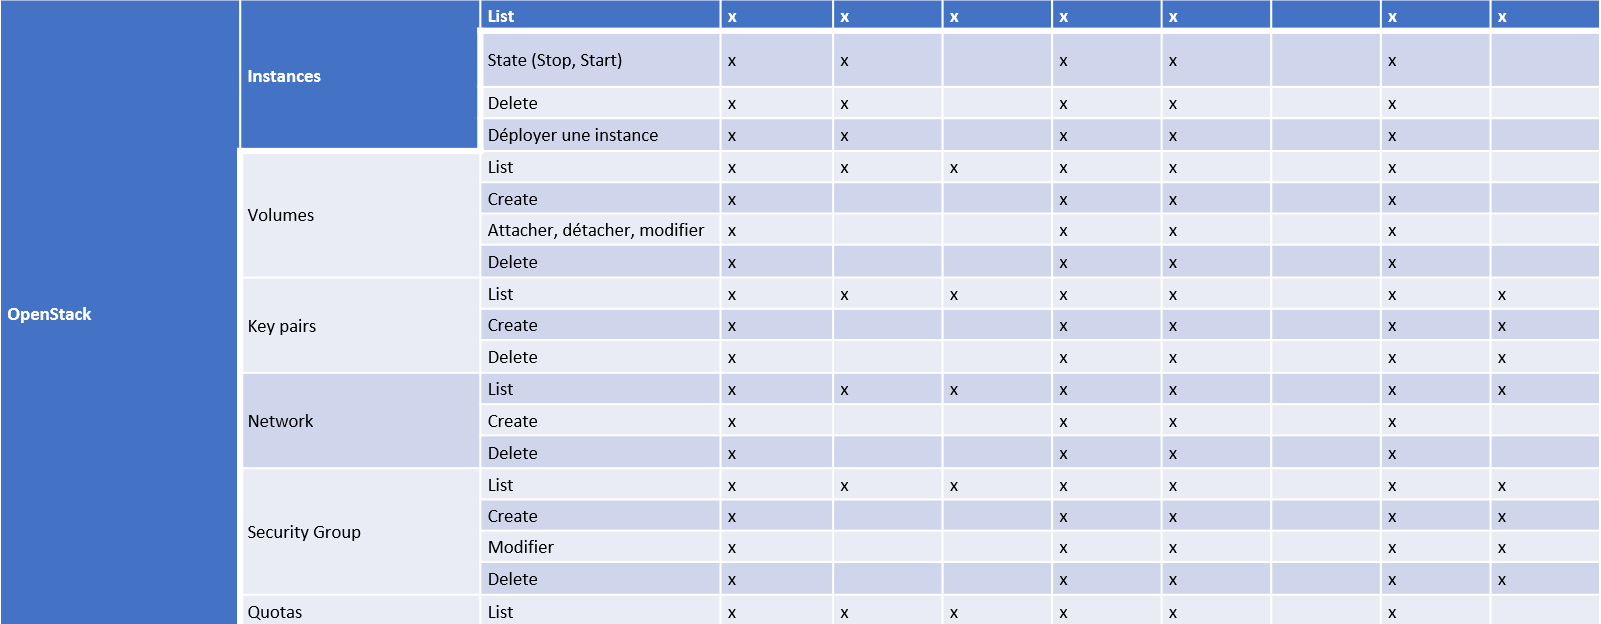 OpenStack
Instances
List x x x x x x x
State (Stop, Start) x x x x x
Delete x x x x x
Déployer une instance x x x x x
Volumes
List x x x x x x
Create x x x x
Attacher, détacher, modifier x x x x
Delete x x x x
Key pairs
List x x x x x x x
Create x x x x x
Delete x x x x x
Network
List x x x x x x x
Create x x x x
Delete x x x x
Security Group
List x x x x x x x
Create x x x x x
Modifier x x x x x
Delete x x x x x
Quotas
List x x x x x x